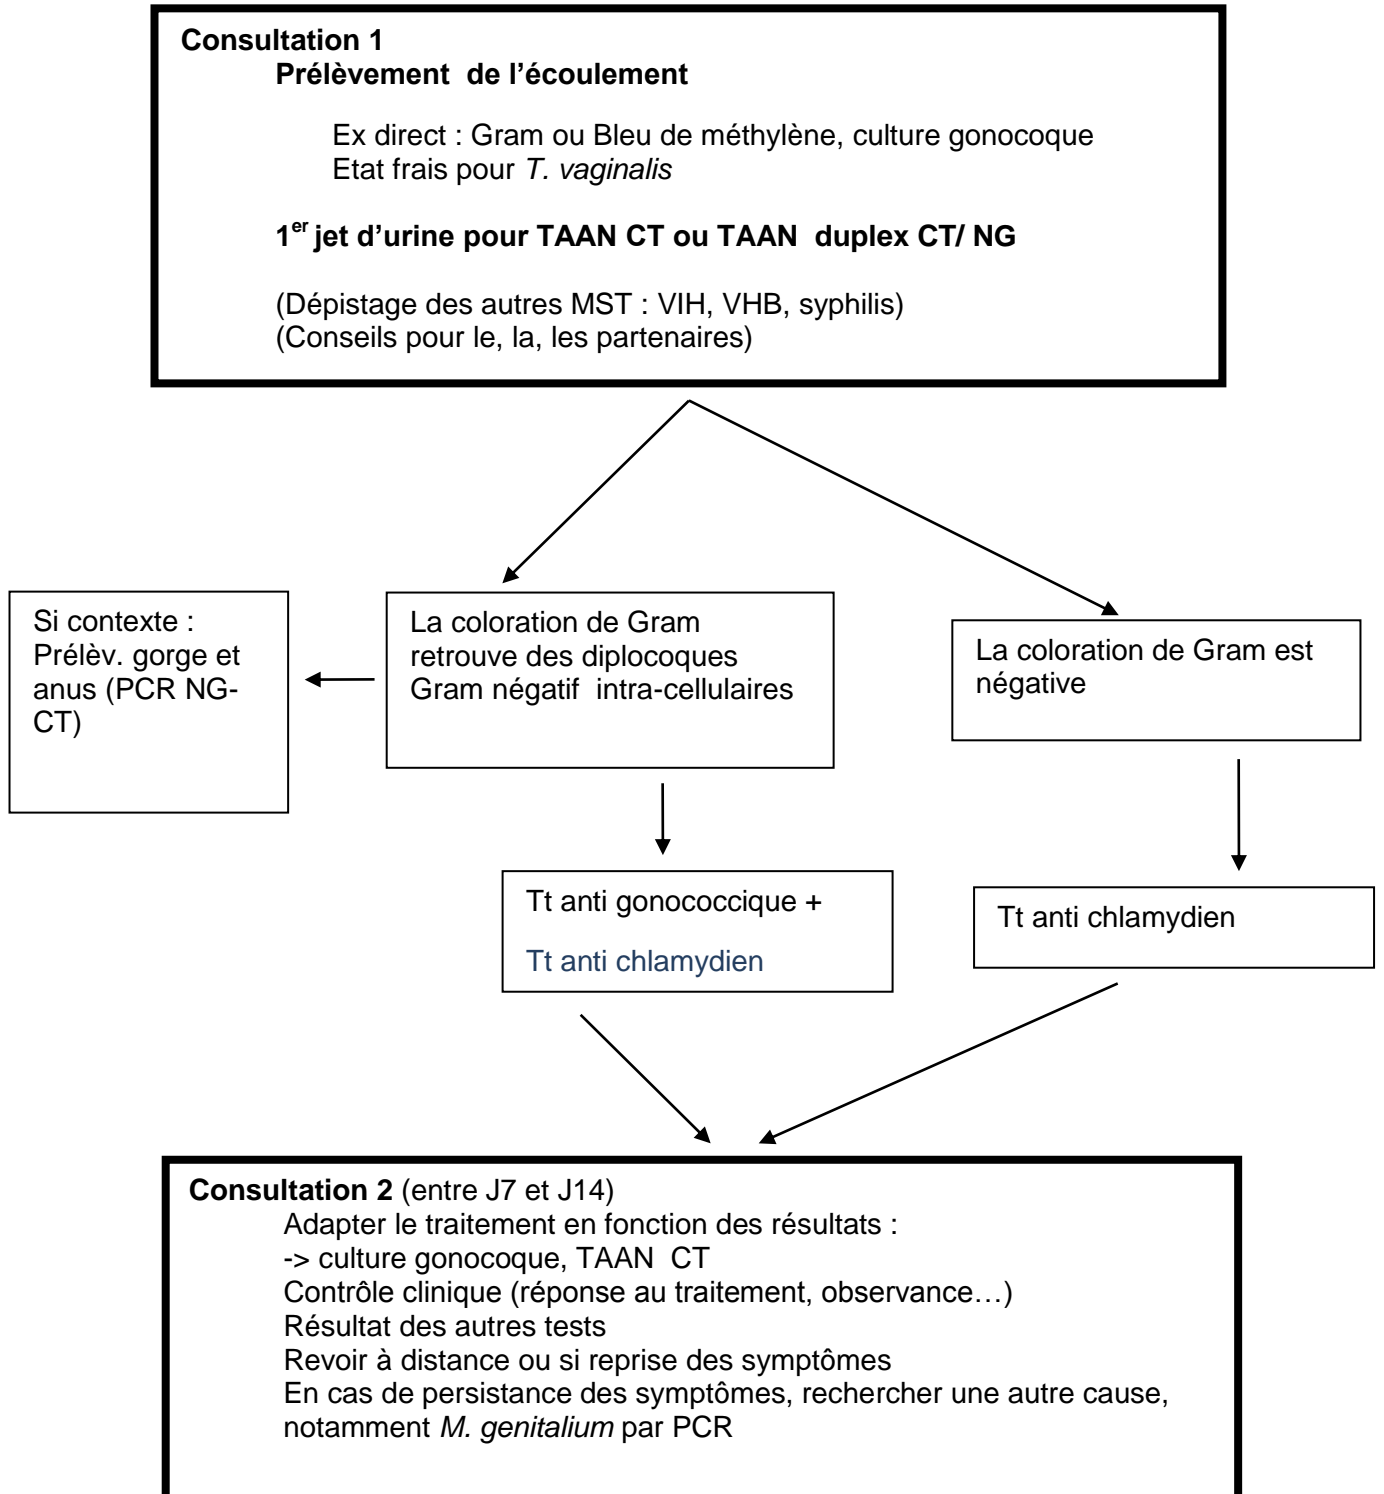 Consultation 1
Prélèvement de l'écoulement
Ex direct : Gram ou Bleu de méthylène, culture gonocoque
Etat frais pour T. vaginalis
1er jet d'urine pour TAAN CT ou TAAN duplex CT/ NG
(Dépistage des autres MST : VIH, VHB, syphilis)
(Conseils pour le, la, les partenaires)
Si contexte :
Prélèv. gorge et
anus (PCR NG-
CT)
La coloration de Gram
retrouve des diplocoques
Gram négatif intra-cellulaires
La coloration de Gram est
négative
Tt anti gonococcique +
Tt anti chlamydien
Tt anti chlamydien
Consultation 2 (entre J7 et J14)
Adapter le traitement en fonction des résultats :
-> culture gonocoque, TAAN CT
Contrôle clinique (réponse au traitement, observance…)
Résultat des autres tests
Revoir à distance ou si reprise des symptômes
En cas de persistance des symptômes, rechercher une autre cause,
notamment M. genitalium par PCR